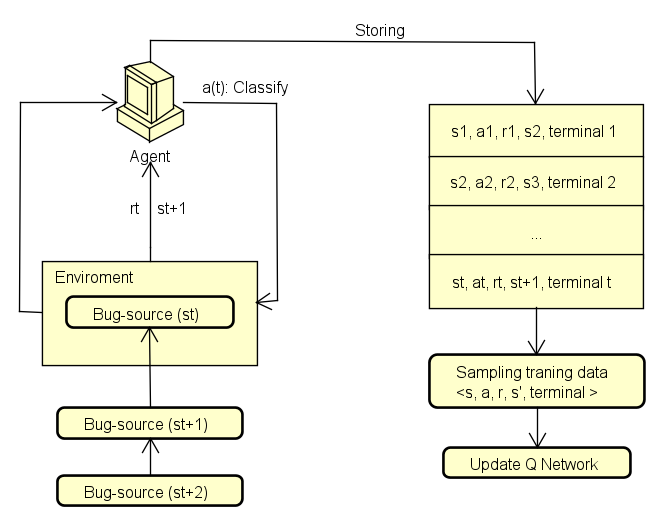 Storing
a(t): Classify
Agent
rt
st+1
Enviroment
Bug-source (st)
Bug-source (st+1)
Bug-source (st+2)
s1, a1, r1, s2, terminal 1
s2, a2, r2, s3, terminal 2
...
st, at, rt, st+1, terminal t
Sampling traning data
<s, a, r, s', terminal >
Update Q Network